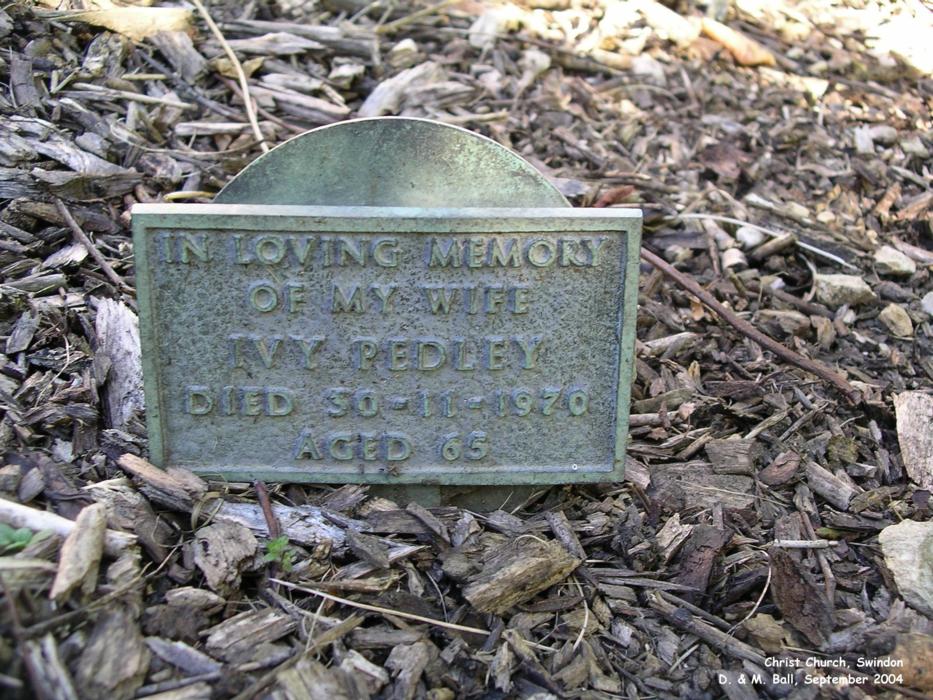 IN LOVING MEMORY
OF MY WIFE
IVY PEDLEY
DIED 30-11-1970
AGED 65
Christ Church, Swindon
D. & M. Ball, September 2004